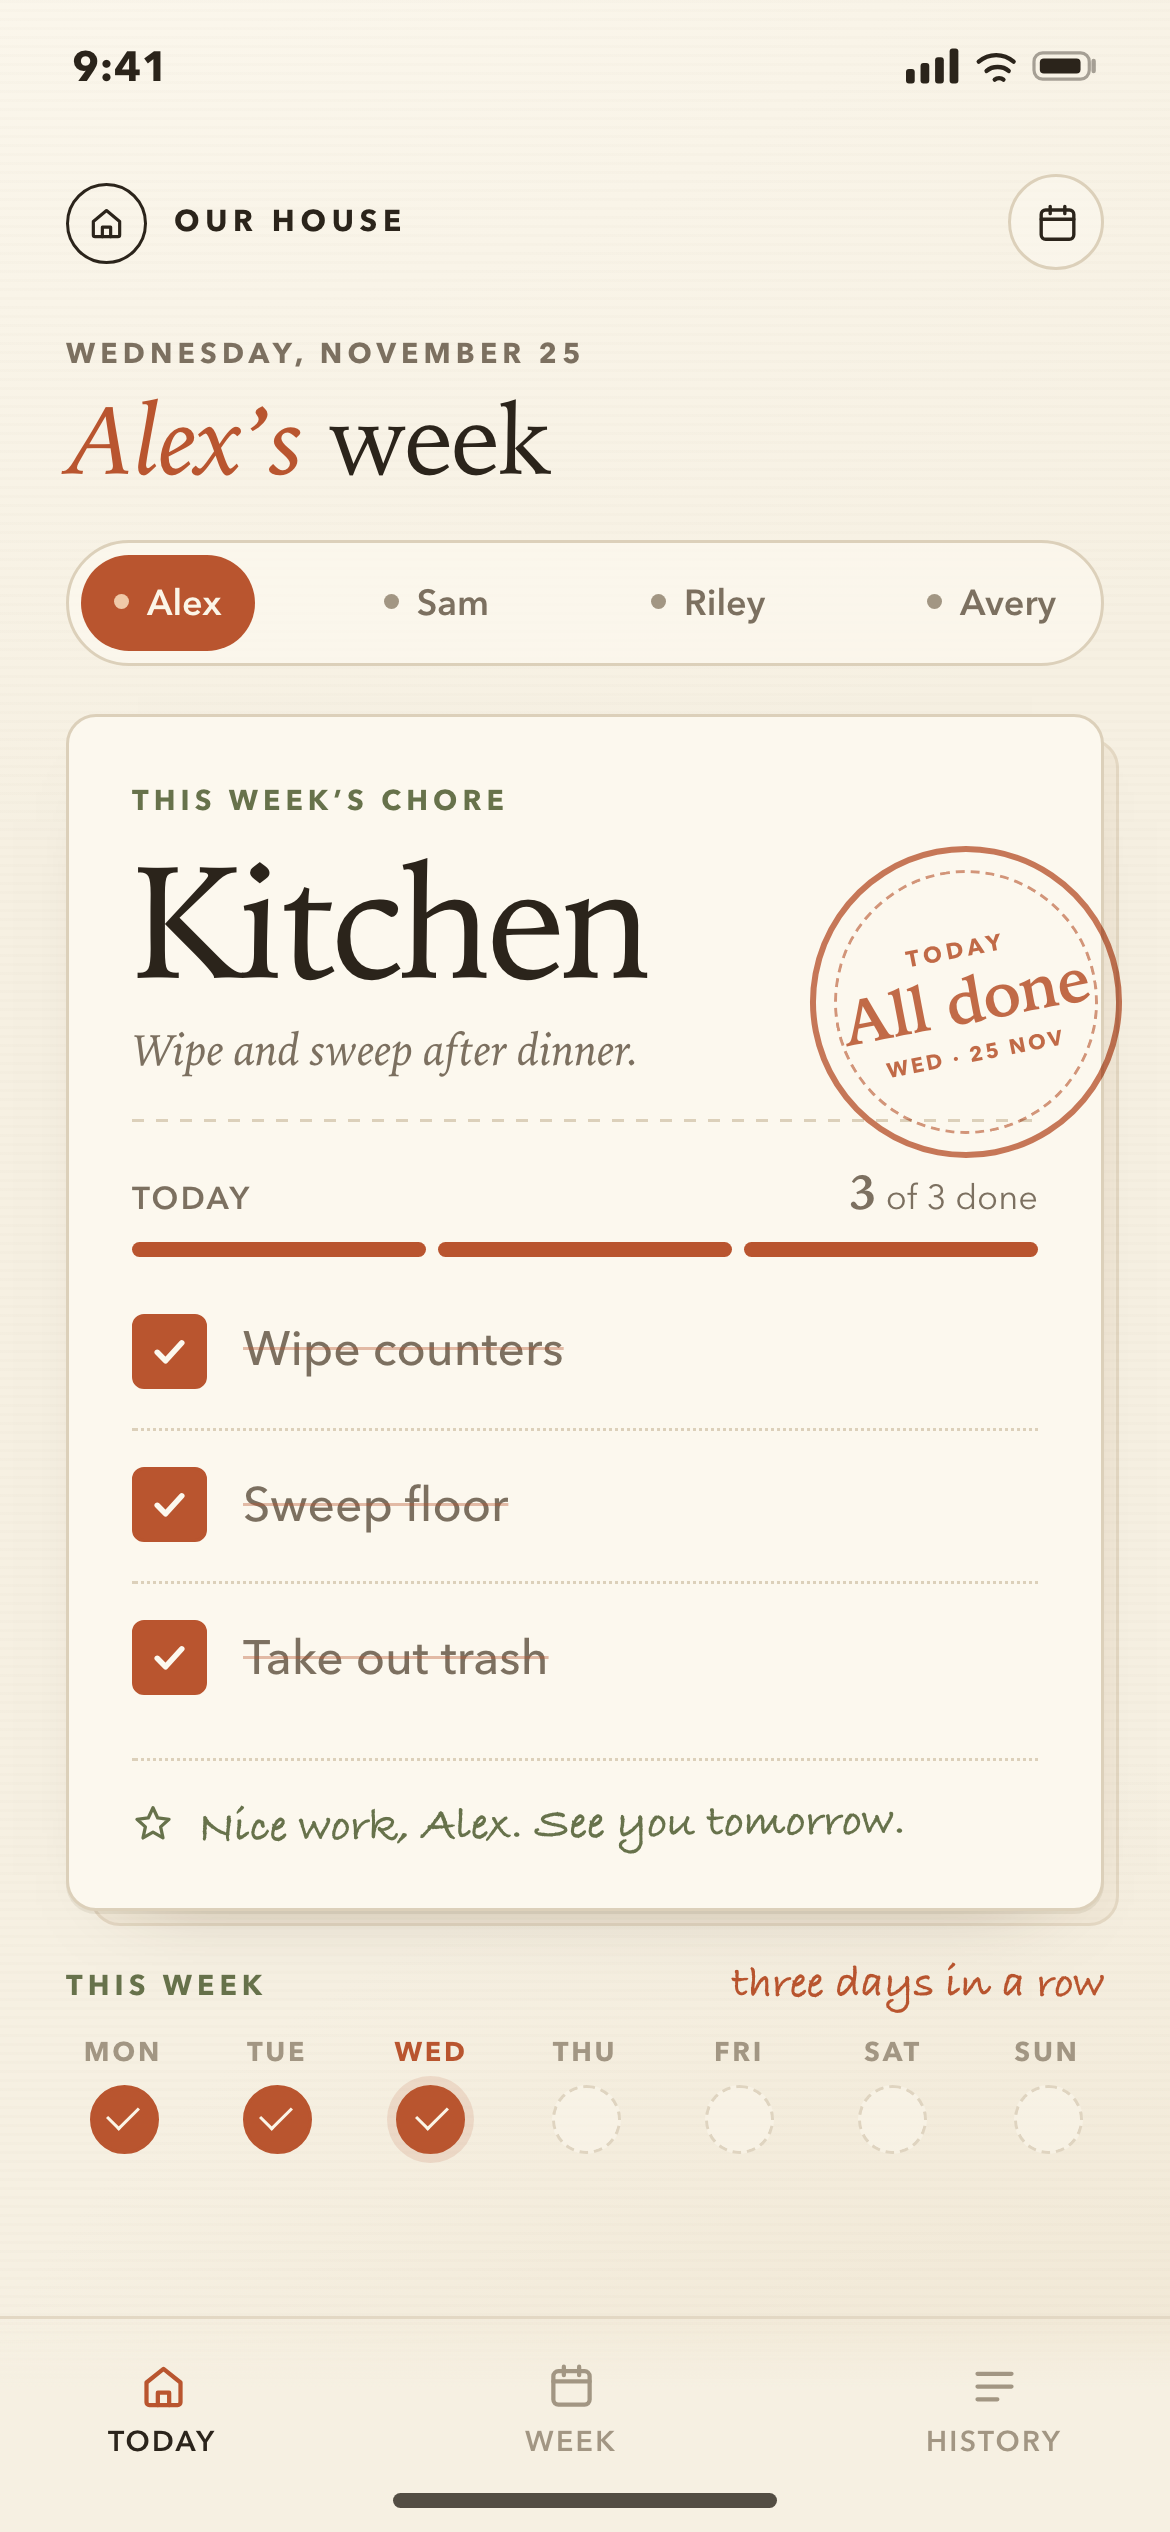 9:41
OUR HOUSE
WEDNESDAY, NOVEMBER 25
Alex’s week
Alex Sam Riley Avery
THIS WEEK’S CHORE
Kitchen
Wipe and sweep after dinner.
TODAY
All done
WED · 25 NOV
TODAY 3 of 3 done
Wipe counters
Sweep floor
Take out trash
Nice work, Alex. See you tomorrow.
THIS WEEK three days in a row
MON TUE WED THU FRI SAT SUN
TODAY WEEK HISTORY